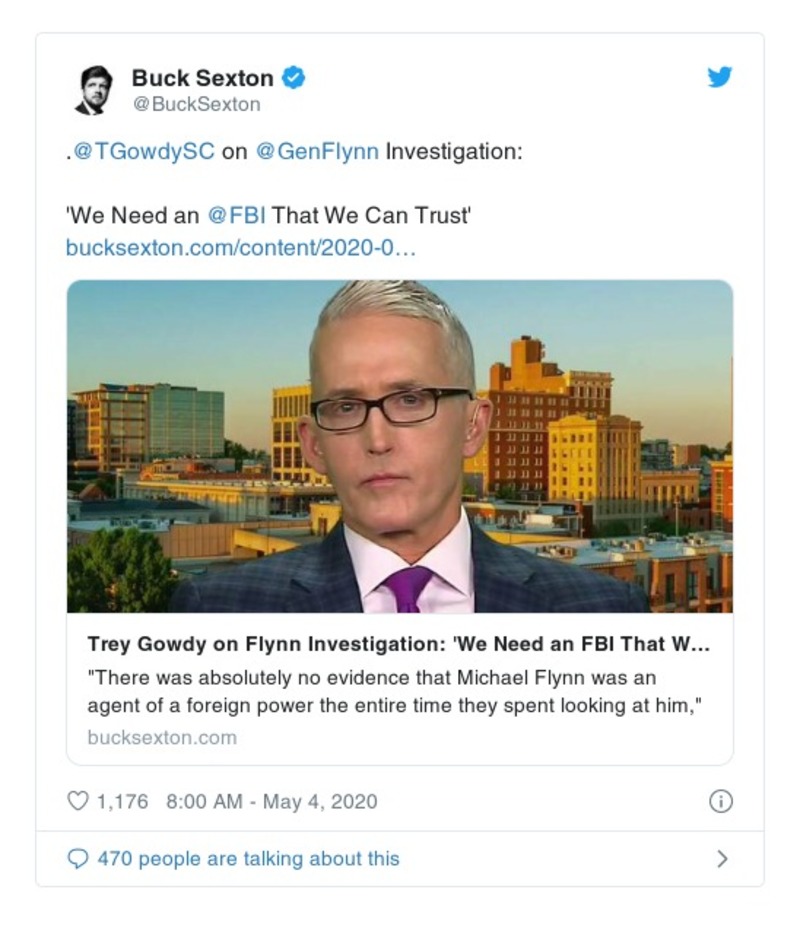 Buck Sexton
@BuckSexton
.@TGowdySC on @GenFlynn Investigation:
'We Need an @FBI That We Can Trust'
bucksexton.com/content/2020-0…
Trey Gowdy on Flynn Investigation: 'We Need an FBI That W...
"There was absolutely no evidence that Michael Flynn was an
agent of a foreign power the entire time they spent looking at him,"
bucksexton.com
1,176 8:00 AM - May 4, 2020
470 people are talking about this